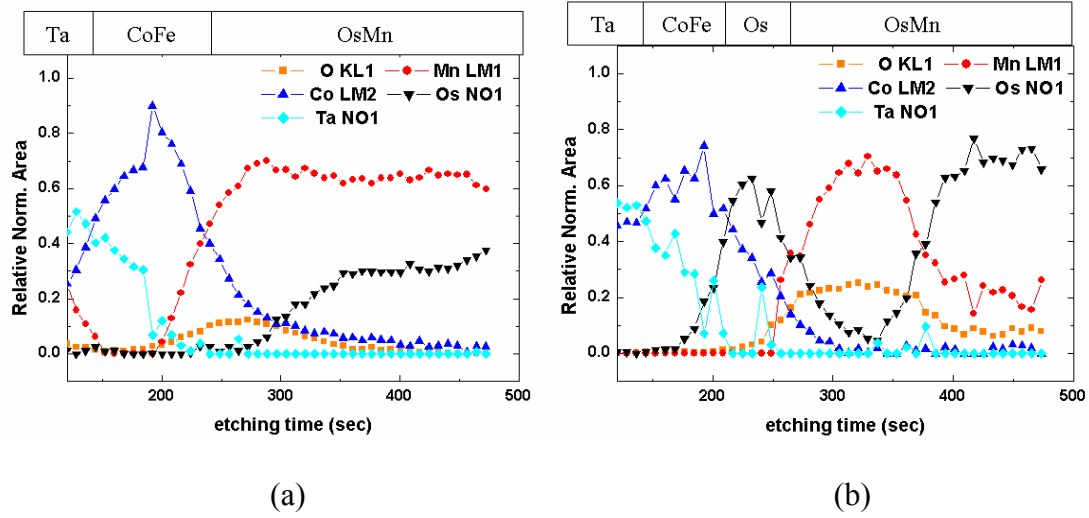 Ta CoFe OsMn
O KL1 Mn LM1
Co LM2 Os NO1
Ta NO1
1.0
0.8
0.6
0.4
0.2
0.0
Relative Norm. Area
200 300 400 500
etching time (sec)
(a)
Ta CoFe Os OsMn
O KL1 Mn LM1
Co LM2 Os NO1
Ta NO1
1.0
0.8
0.6
0.4
0.2
0.0
Relative Norm. Area
200 300 400 500
etching time (sec)
(b)